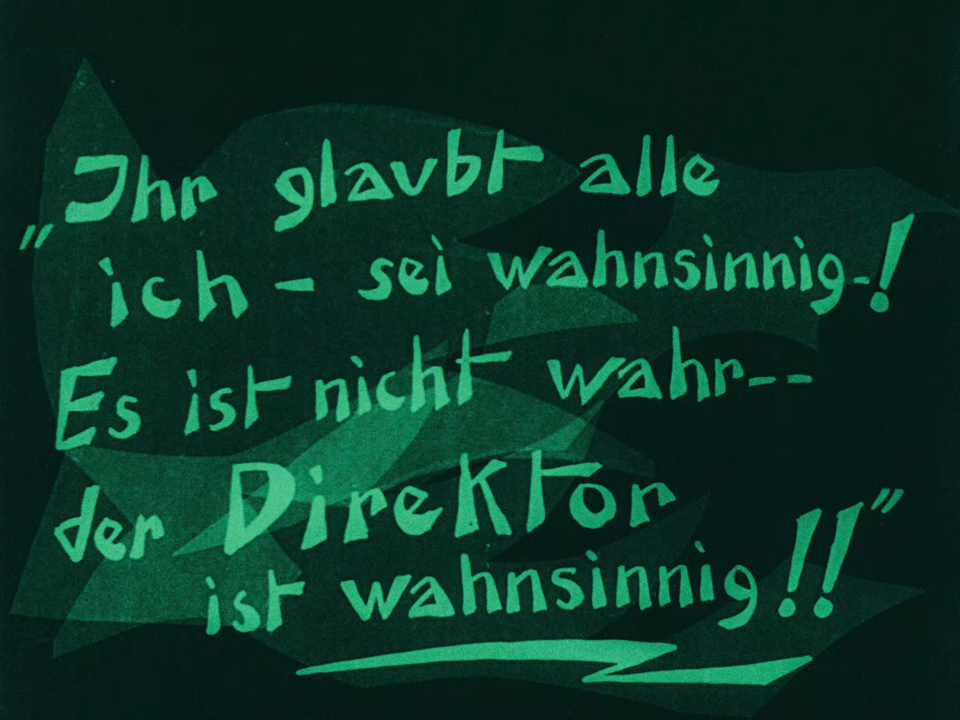 „Ihr glaubt alle
ich – sei wahnsinnig-!
Es ist nicht wahr--
der Direktor
ist wahnsinnig!!”